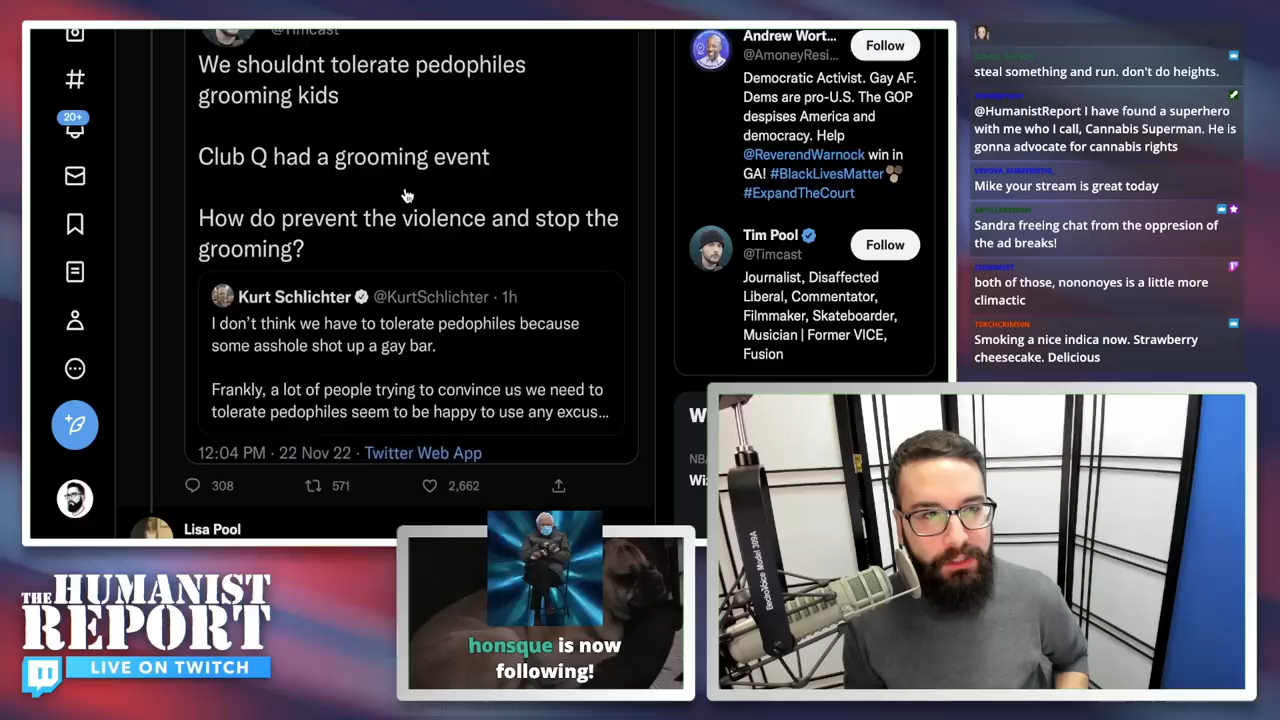 @Timcast
We shouldnt tolerate pedophiles
grooming kids
Club Q had a grooming event
How do prevent the violence and stop the
grooming?
Kurt Schlichter @KurtSchlichter · 1h
I don't think we have to tolerate pedophiles because
some asshole shot up a gay bar.
Frankly, a lot of people trying to convince us we need to
tolerate pedophiles seem to be happy to use any excus...
12:04 PM · 22 Nov 22 · Twitter Web App
308
571
2,662
Lisa Pool
20+
Andrew Wort...
@AmoneyResi...
Follow
Democratic Activist. Gay AF.
Dems are pro-U.S. The GOP
despises America and
democracy. Help
@ReverendWarnock win in
GA! #BlackLivesMatter
#ExpandTheCourt
Tim Pool
@Timcast
Follow
Journalist, Disaffected
Liberal, Commentator,
Filmmaker, Skateboarder,
Musician | Former VICE,
Fusion
W
NBA
Wiz
steal something and run. don't do heights.
@HumanistReport I have found a superhero
with me who I call, Cannabis Superman. He is
gonna advocate for cannabis rights
Mike your stream is great today
Sandra freeing chat from the oppresion of
the ad breaks!
both of those, nononoyes is a little more
climactic
T0RCHCRIMS0N
Smoking a nice indica now. Strawberry
cheesecake. Delicious
THE HUMANIST
REPORT
LIVE ON TWITCH
honsque is now
following!
Electro-Voice Model 309A